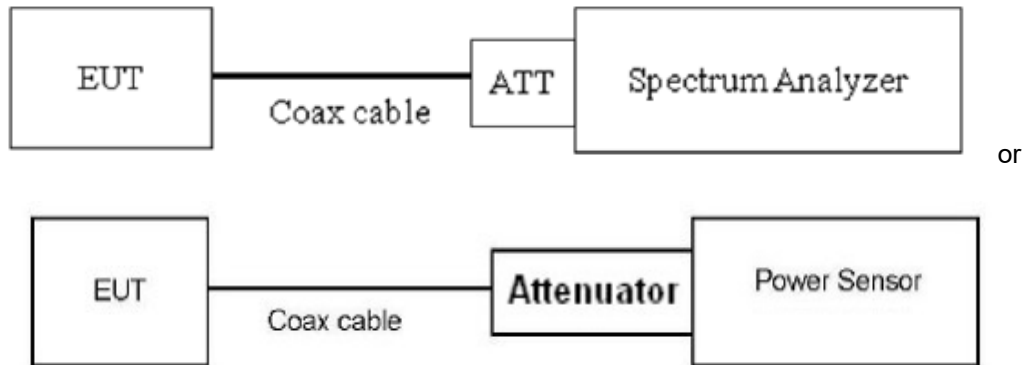 EUT
Coax cable
ATT
Spectrum Analyzer
or
EUT
Coax cable
Attenuator
Power Sensor